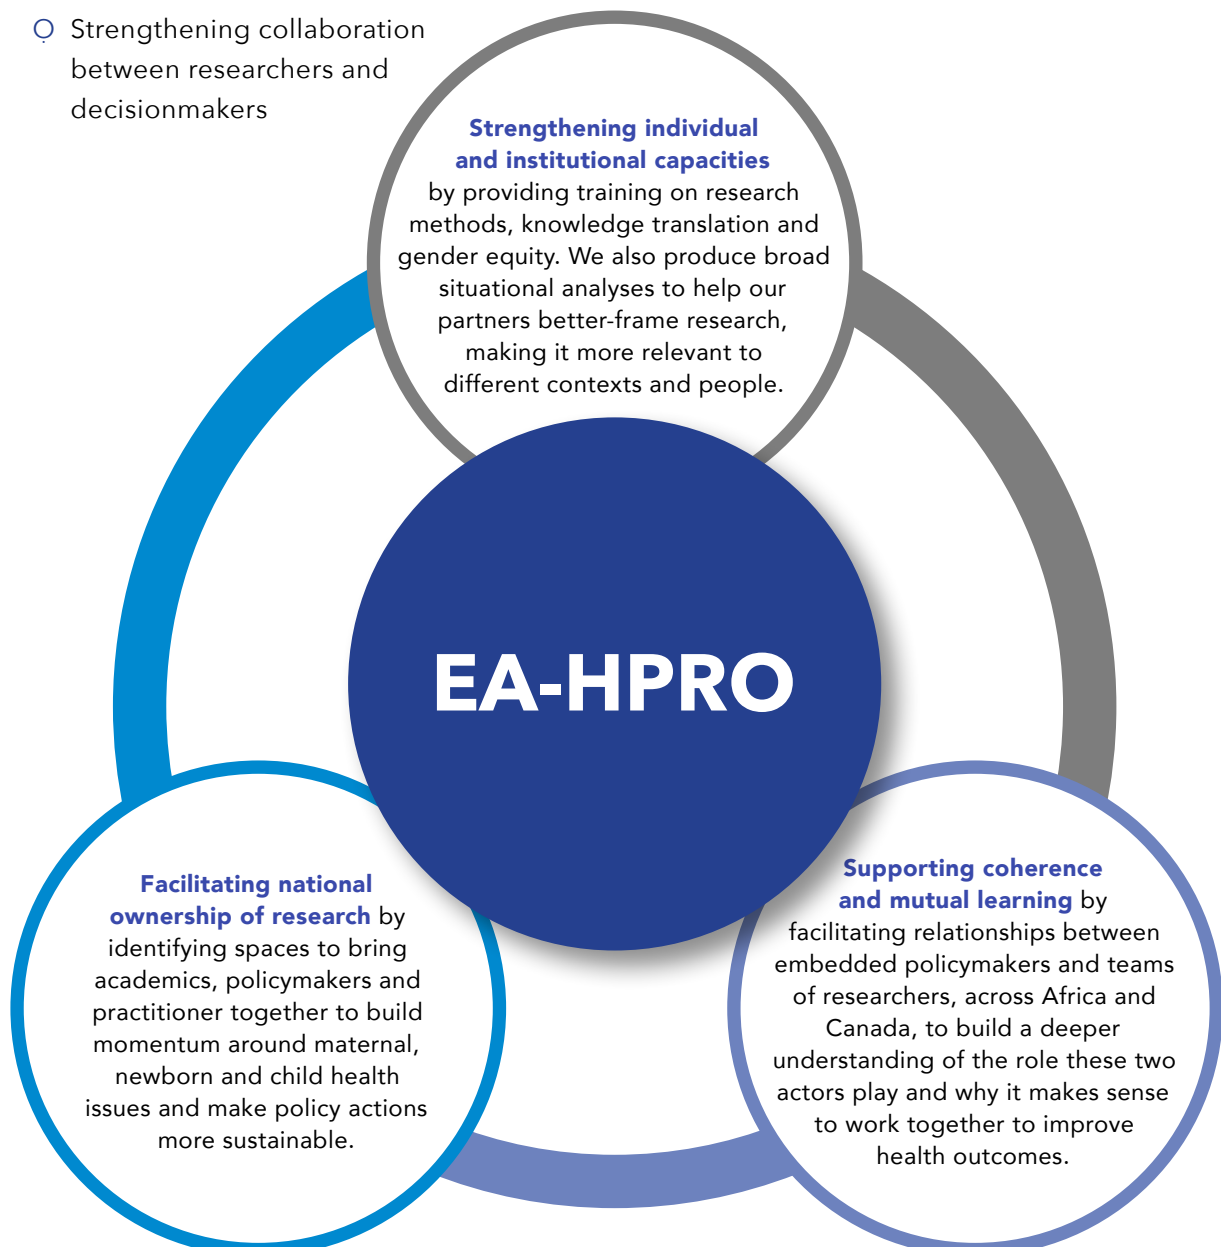 Strengthening collaboration
between researchers and
decisionmakers
Strengthening individual
and institutional capacities
by providing training on research
methods, knowledge translation and
gender equity. We also produce broad
situational analyses to help our
partners better-frame research,
making it more relevant to
different contexts and people.
EA-HPRO
Facilitating national
ownership of research by
identifying spaces to bring
academics, policymakers and
practitioner together to build
momentum around maternal,
newborn and child health
issues and make policy actions
more sustainable.
Supporting coherence
and mutual learning by
facilitating relationships between
embedded policymakers and teams
of researchers, across Africa and
Canada, to build a deeper
understanding of the role these two
actors play and why it makes sense
to work together to improve
health outcomes.